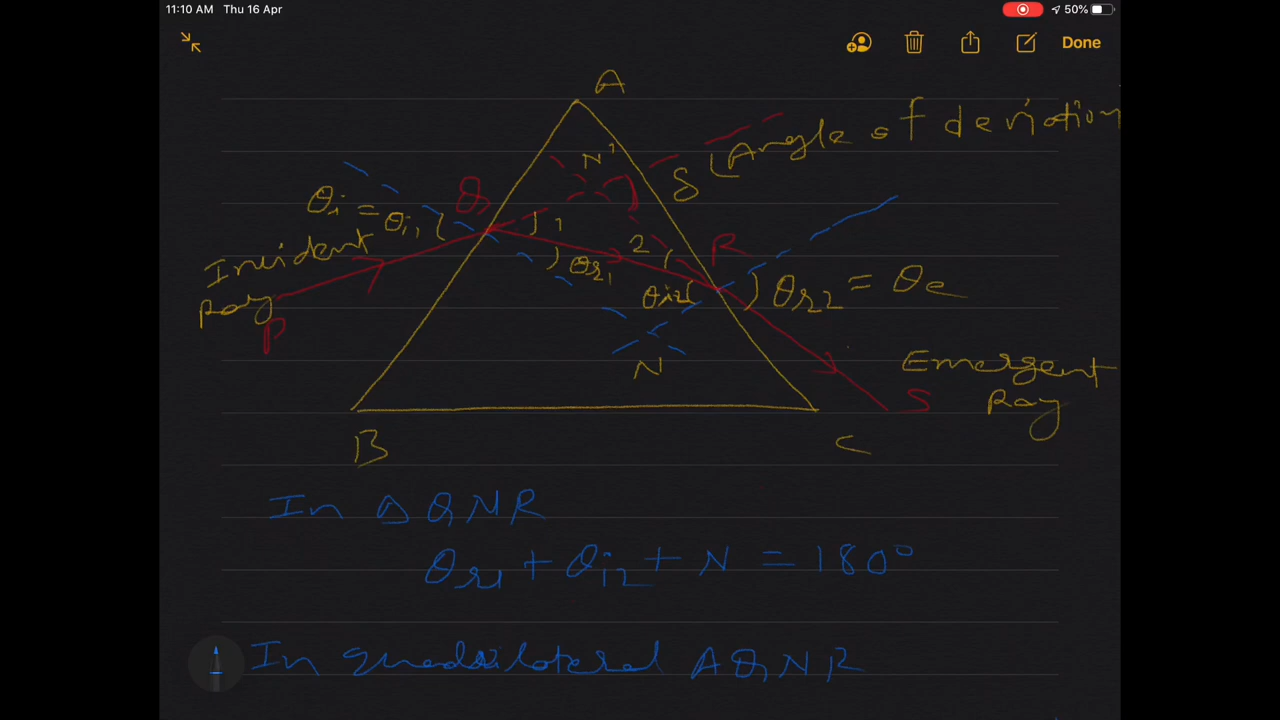 11:10 AM Thu 16 Apr
50%
Done
A
N'
δ (Angle of deviation
θi = θi1
Q
1
2
R
Incident
Ray
P
θr1
θi2
θr2 = θe
N
Emergent
Ray
S
B
C
In Δ QNR
θr1 + θi2 + N = 180°
In quadrilateral AQNR